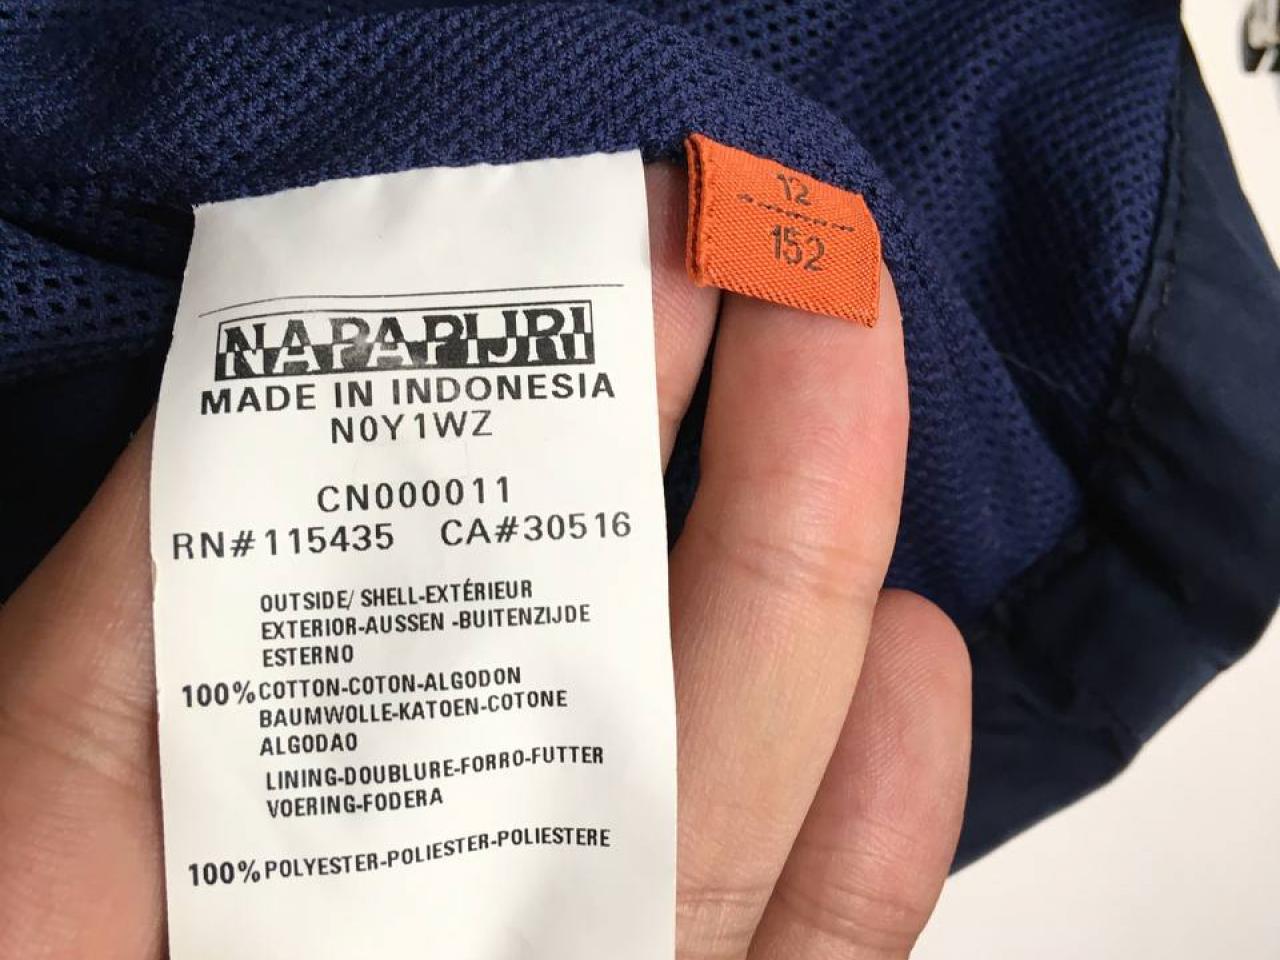 NAPAPIJRI
MADE IN INDONESIA
N0Y1WZ
CN000011
RN#115435 CA#30516
OUTSIDE/ SHELL-EXTÉRIEUR
EXTERIOR-AUSSEN -BUITENZIJDE
ESTERNO
100% COTTON-COTON-ALGODON
BAUMWOLLE-KATOEN-COTONE
ALGODAO
LINING-DOUBLURE-FORRO-FUTTER
VOERING-FODERA
100% POLYESTER-POLIESTER-POLIESTERE
12
152